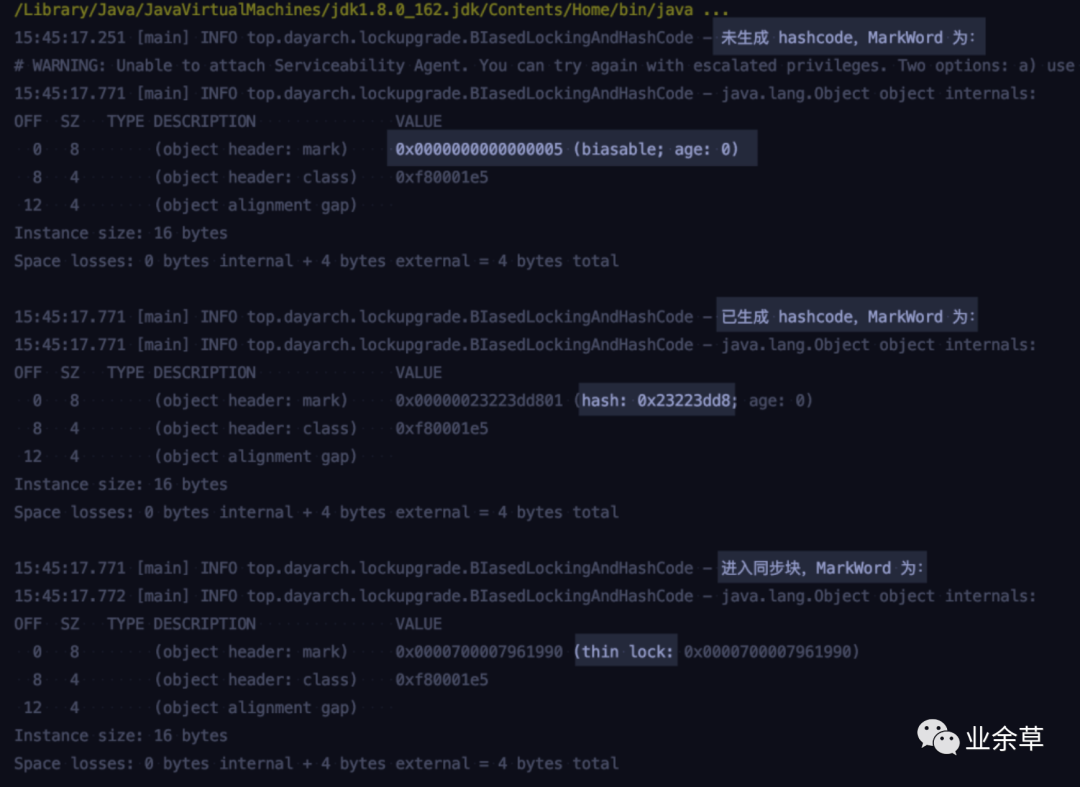 /Library/Java/JavaVirtualMachines/jdk1.8.0_162.jdk/Contents/Home/bin/java ...
15:45:17.251 [main] INFO top.dayarch.lockupgrade.BIasedLockingAndHashCode - 未生成 hashcode, MarkWord 为:
# WARNING: Unable to attach Serviceability Agent. You can try again with escalated privileges. Two options: a) use
15:45:17.771 [main] INFO top.dayarch.lockupgrade.BIasedLockingAndHashCode - java.lang.Object object internals:
OFF SZ TYPE DESCRIPTION VALUE
0 8 (object header: mark) 0x0000000000000005 (biasable; age: 0)
8 4 (object header: class) 0xf80001e5
12 4 (object alignment gap)
Instance size: 16 bytes
Space losses: 0 bytes internal + 4 bytes external = 4 bytes total
15:45:17.771 [main] INFO top.dayarch.lockupgrade.BIasedLockingAndHashCode - 已生成 hashcode, MarkWord 为:
15:45:17.771 [main] INFO top.dayarch.lockupgrade.BIasedLockingAndHashCode - java.lang.Object object internals:
OFF SZ TYPE DESCRIPTION VALUE
0 8 (object header: mark) 0x00000023223dd801 (hash: 0x23223dd8; age: 0)
8 4 (object header: class) 0xf80001e5
12 4 (object alignment gap)
Instance size: 16 bytes
Space losses: 0 bytes internal + 4 bytes external = 4 bytes total
15:45:17.771 [main] INFO top.dayarch.lockupgrade.BIasedLockingAndHashCode - 进入同步块, MarkWord 为:
15:45:17.772 [main] INFO top.dayarch.lockupgrade.BIasedLockingAndHashCode - java.lang.Object object internals:
OFF SZ TYPE DESCRIPTION VALUE
0 8 (object header: mark) 0x0000700007961990 (thin lock: 0x0000700007961990)
8 4 (object header: class) 0xf80001e5
12 4 (object alignment gap)
Instance size: 16 bytes
Space losses: 0 bytes internal + 4 bytes external = 4 bytes total
业余草